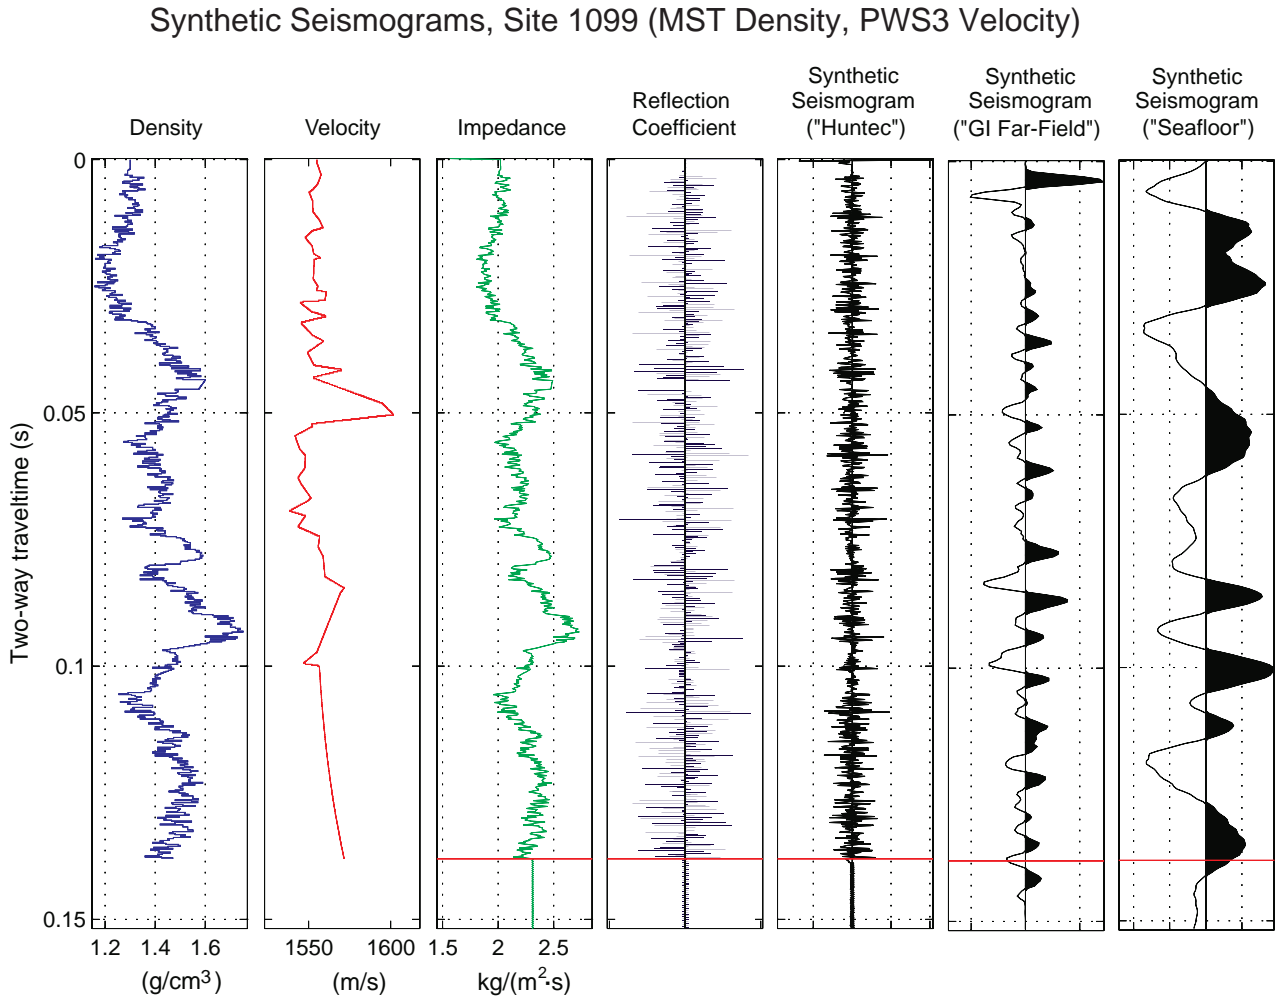 Synthetic Seismograms, Site 1099 (MST Density, PWS3 Velocity)
Density
Velocity
Impedance
Reflection
Coefficient
Synthetic
Seismogram
("Huntec")
Synthetic
Seismogram
("GI Far-Field")
Synthetic
Seismogram
("Seafloor")
Two-way traveltime (s)
0
0.05
0.1
0.15
1.2 1.4 1.6
(g/cm³)
1550 1600
(m/s)
1.5 2 2.5
kg/(m²·s)